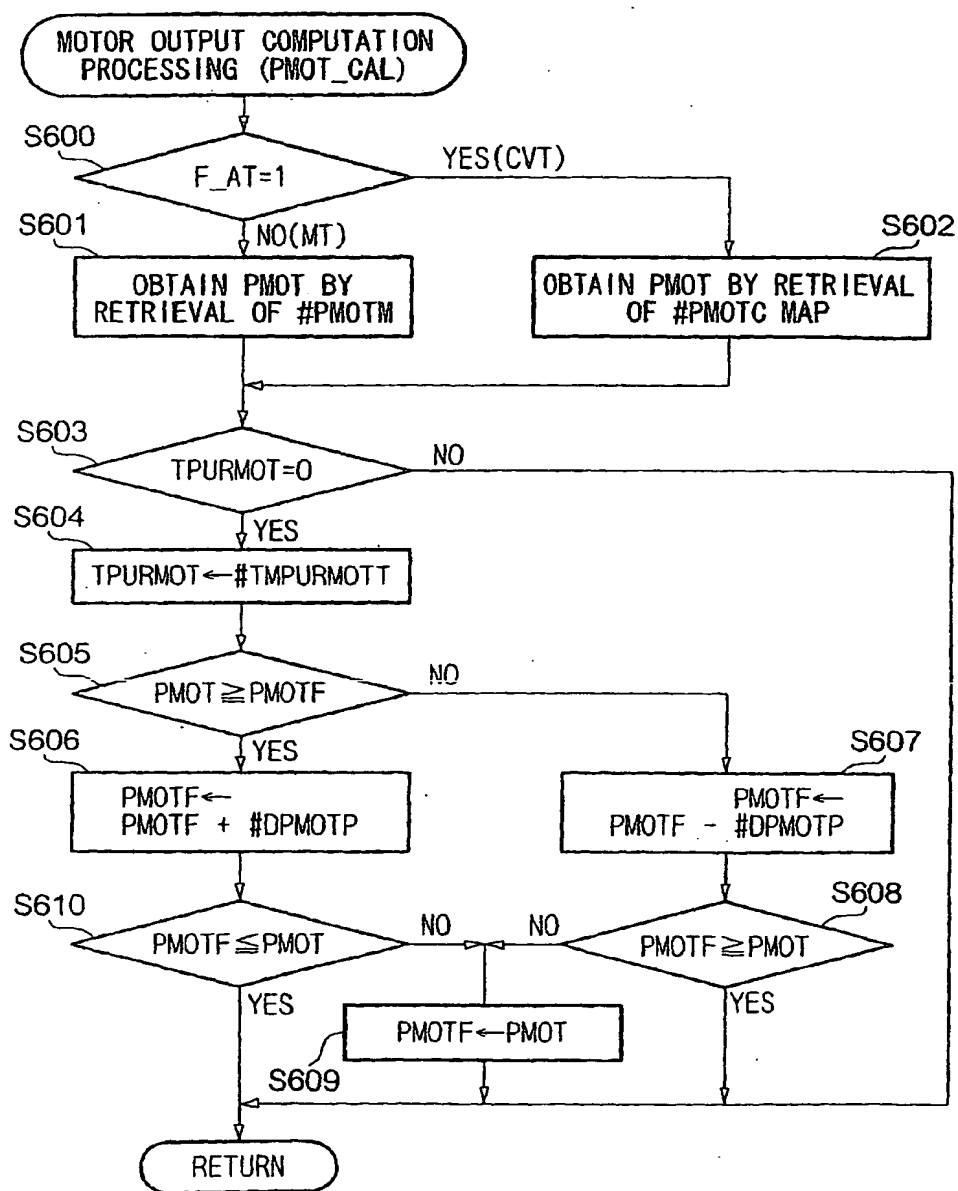 MOTOR OUTPUT COMPUTATION
PROCESSING (PMOT_CAL)
S600
F_AT=1
YES(CVT)
NO(MT)
S601
OBTAIN PMOT BY
RETRIEVAL OF #PMOTM
S602
OBTAIN PMOT BY RETRIEVAL
OF #PMOTC MAP
S603
TPURMOT=0
NO
YES
S604
TPURMOT←#TMPURMOTT
S605
PMOT≧PMOTF
NO
YES
S606
PMOTF←
PMOTF + #DPMOTP
S607
PMOTF←
PMOTF - #DPMOTP
S610
PMOTF≦PMOT
NO
YES
S608
NO
PMOTF≧PMOT
YES
PMOTF←PMOT
S609
RETURN